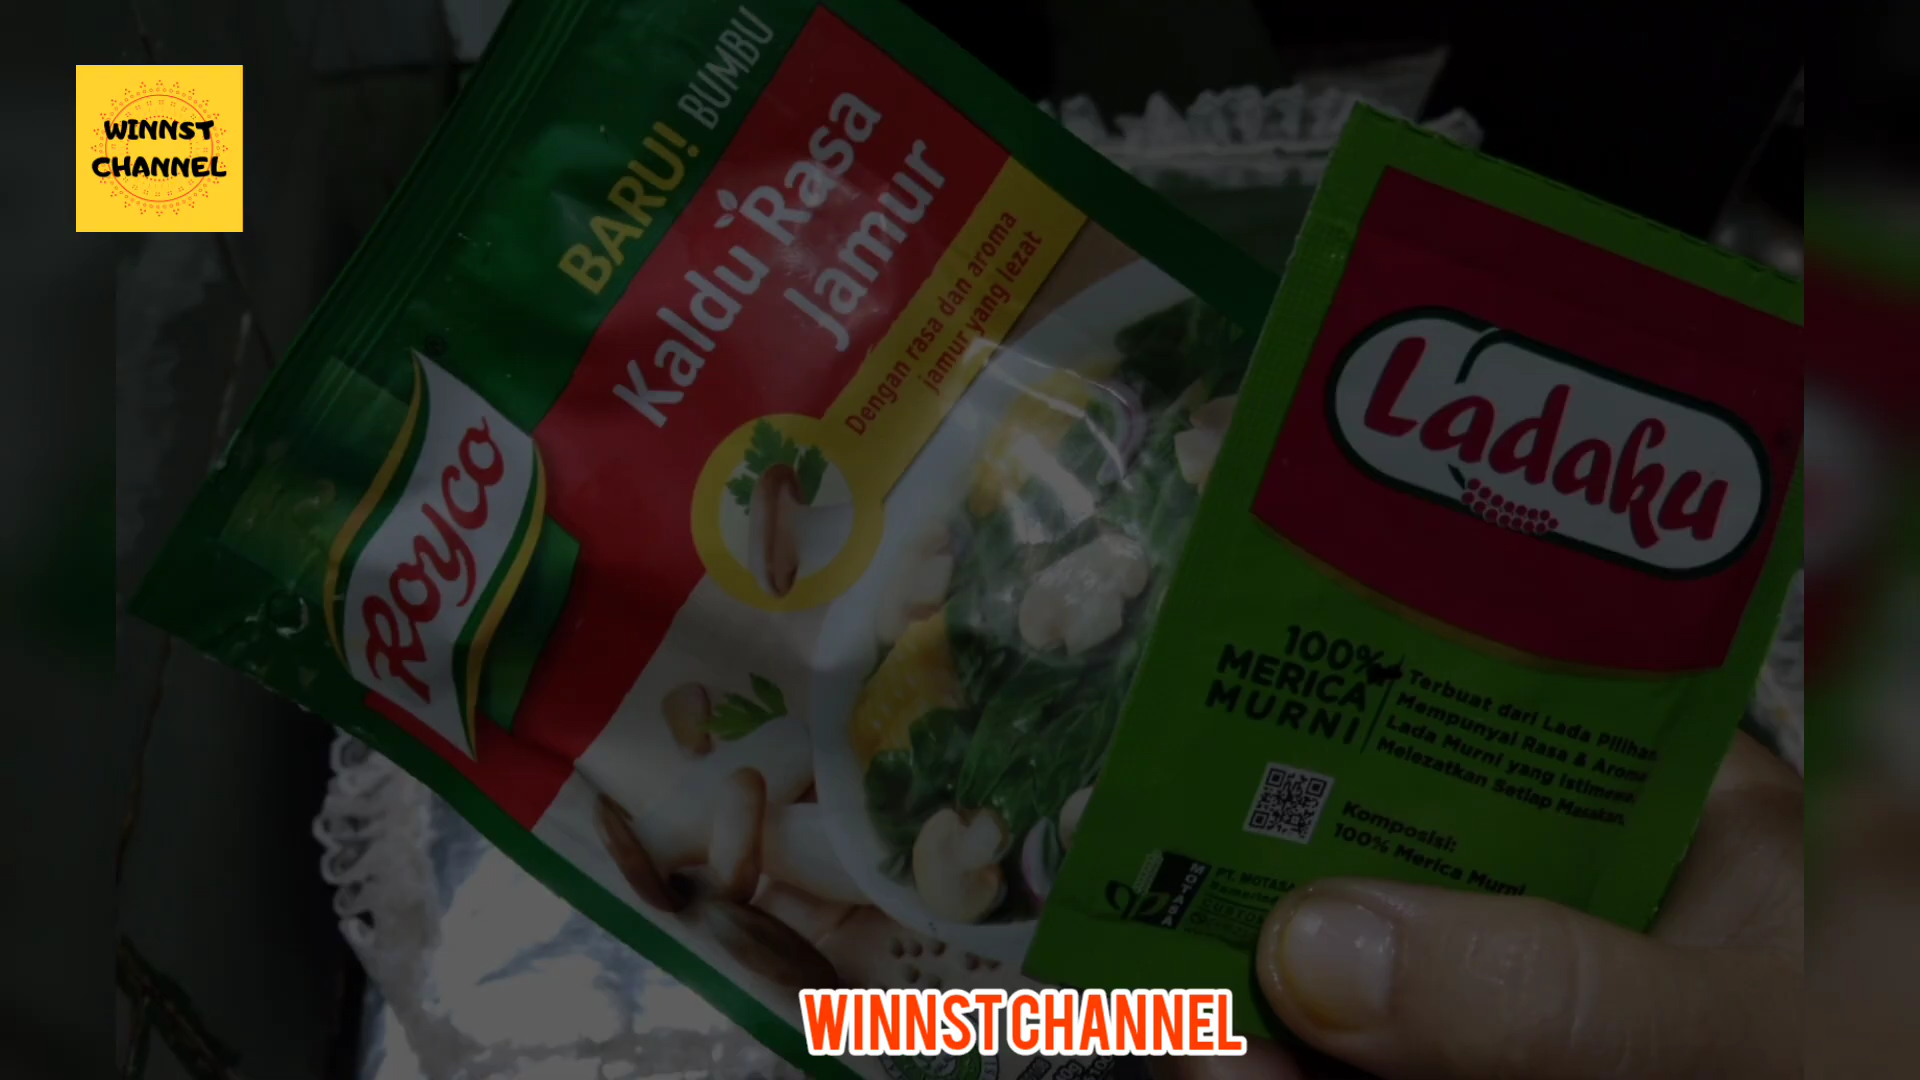 WINNST
CHANNEL
BARU! BUMBU
Kaldu Rasa
Jamur
Dengan rasa dan aroma
jamur yang lezat
Royco
Ladaku
100%
MERICA
MURNI
Terbuat dari Lada Pilihan
Mempunyai Rasa & Aroma
Lada Murni yang Istimewa,
Melezatkan Setiap Masakan.
Komposisi:
100% Merica Murni
MOTASA
PT. MOTASA
WINNST CHANNEL